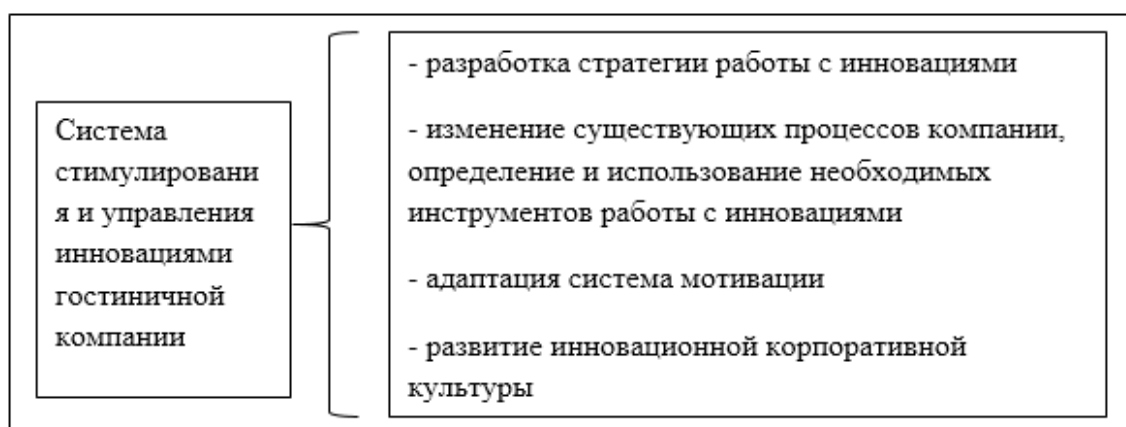 Система
стимулировани
я и управления
инновациями
гостиничной
компании
- разработка стратегии работы с инновациями
- изменение существующих процессов компании,
определение и использование необходимых
инструментов работы с инновациями
- адаптация система мотивации
- развитие инновационной корпоративной
культуры